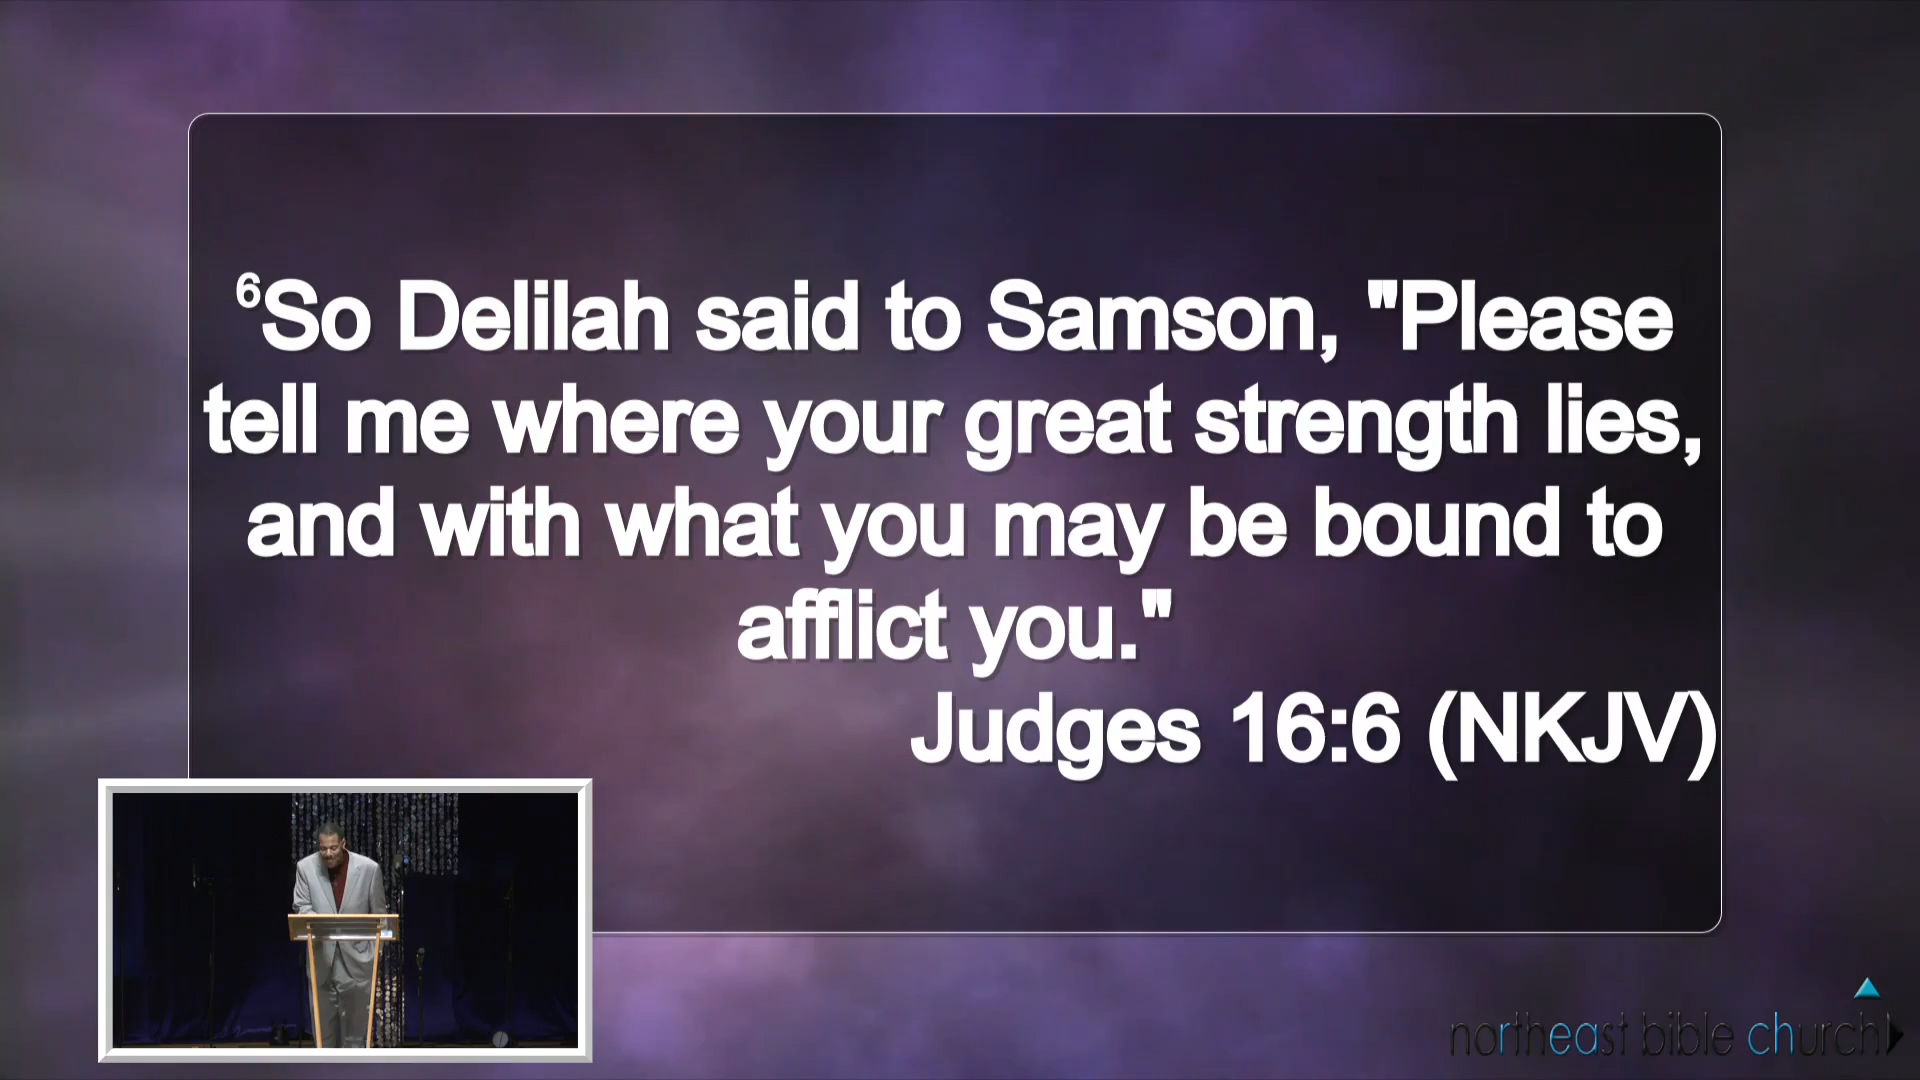 ⁶So Delilah said to Samson, "Please
tell me where your great strength lies,
and with what you may be bound to
afflict you."
Judges 16:6 (NKJV)
northeast bible church